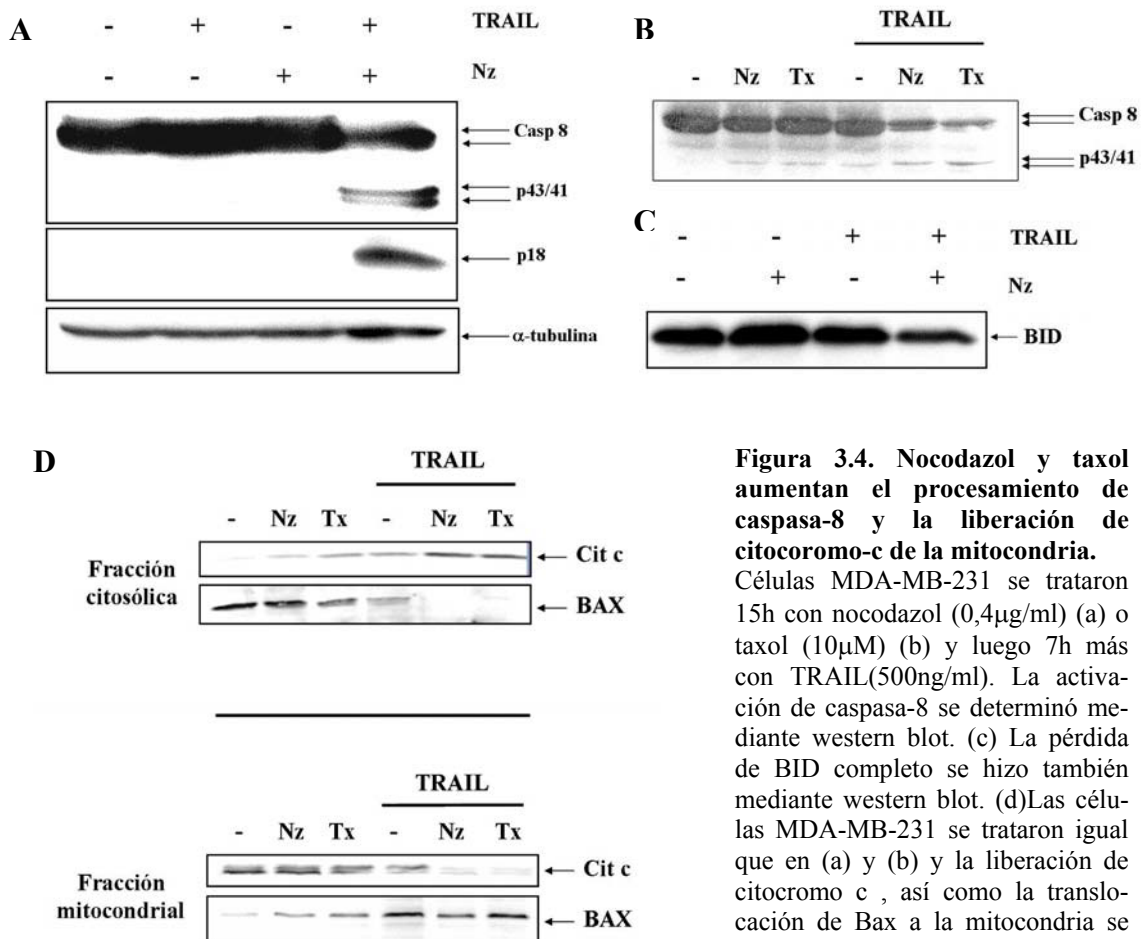 A
- + - + TRAIL
- - + + Nz
Casp 8
p43/41
p18
α-tubulina
B
TRAIL
- Nz Tx - Nz Tx
Casp 8
p43/41
C
- - + + TRAIL
- + - + Nz
BID
D
TRAIL
- Nz Tx - Nz Tx
Fracción
citosólica
Cit c
BAX
TRAIL
- Nz Tx - Nz Tx
Fracción
mitocondrial
Cit c
BAX
Figura 3.4. Nocodazol y taxol
aumentan el procesamiento de
caspasa-8 y la liberación de
citocoromo-c de la mitocondria.
Células MDA-MB-231 se trataron
15h con nocodazol (0,4μg/ml) (a) o
taxol (10μM) (b) y luego 7h más
con TRAIL(500ng/ml). La activa-
ción de caspasa-8 se determinó me-
diante western blot. (c) La pérdida
de BID completo se hizo también
mediante western blot. (d)Las célu-
las MDA-MB-231 se trataron igual
que en (a) y (b) y la liberación de
citocromo c , así como la translo-
cación de Bax a la mitocondria se